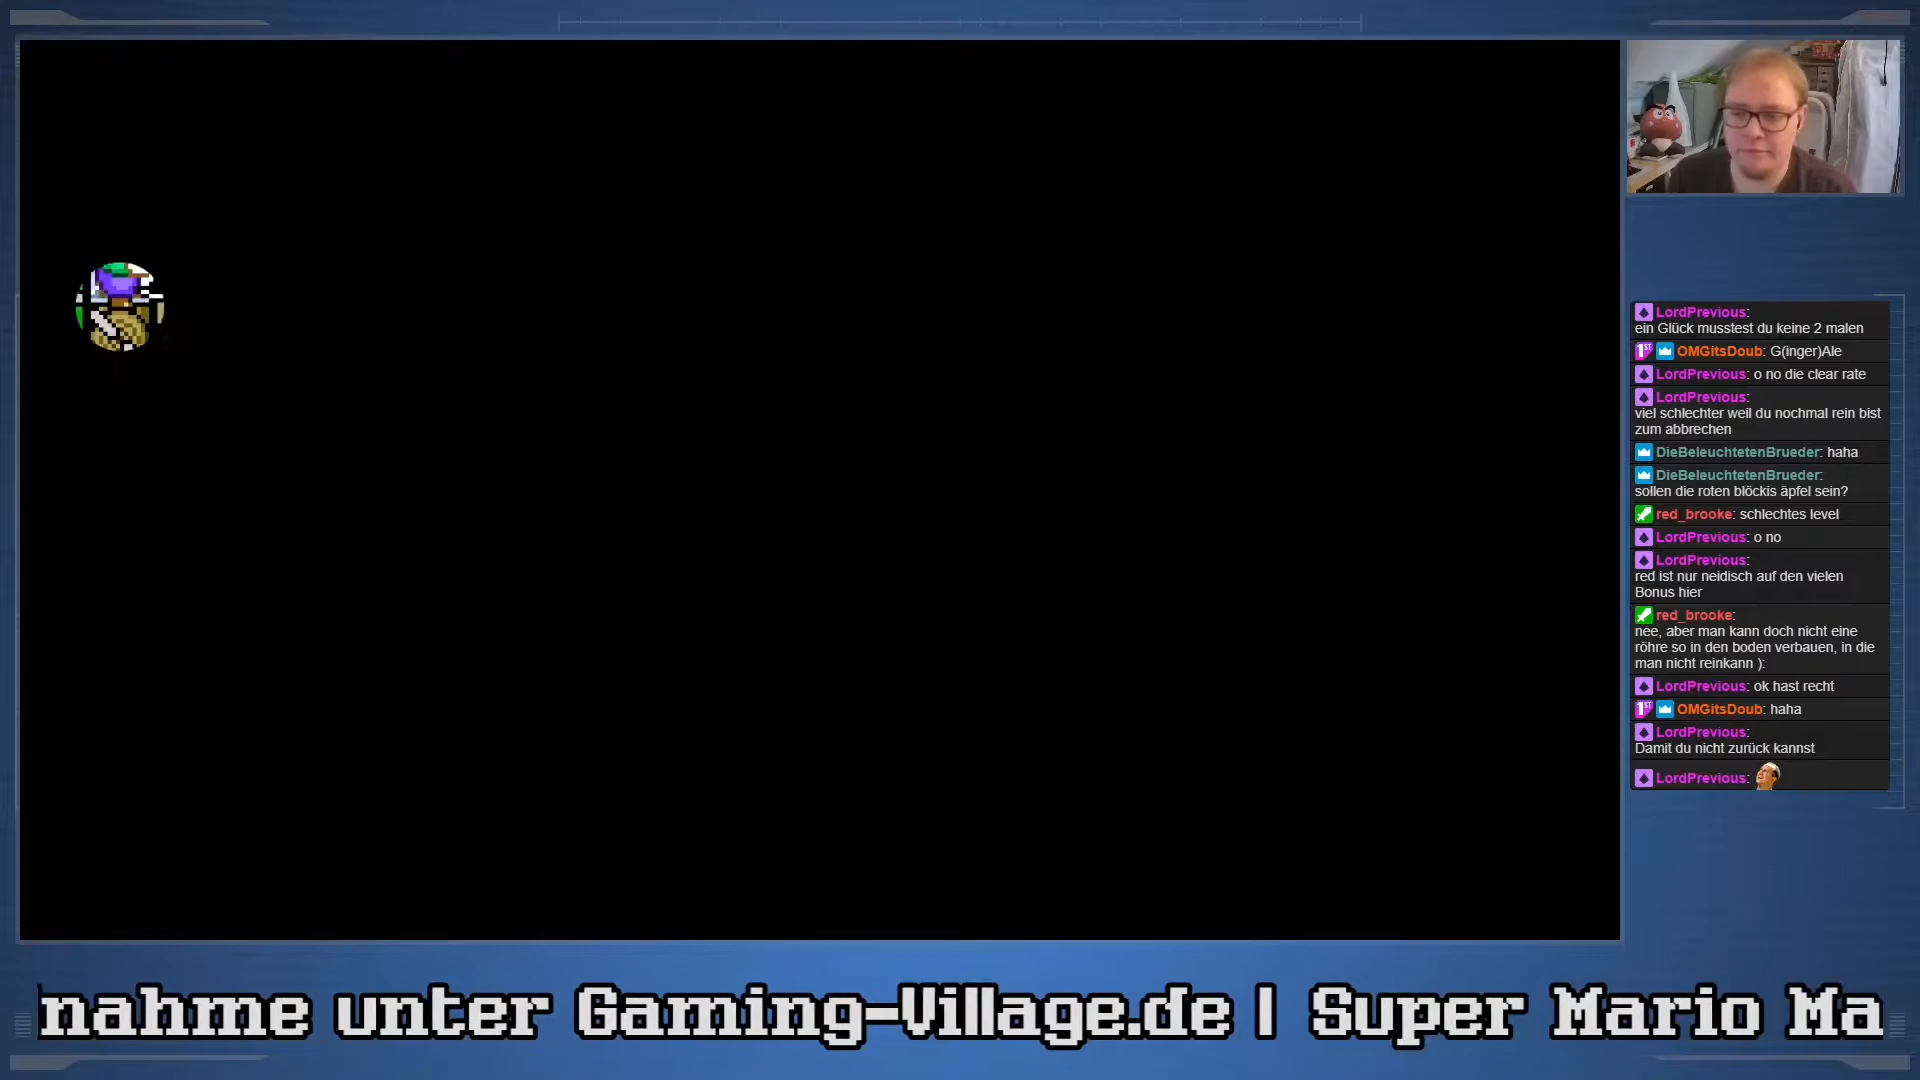 LordPrevious:
ein Glück musstest du keine 2 malen
1ST OMGitsDoub: G(inger)Ale
LordPrevious: o no die clear rate
LordPrevious:
viel schlechter weil du nochmal rein bist
zum abbrechen
DieBeleuchtetenBrueder: haha
DieBeleuchtetenBrueder:
sollen die roten blöckis äpfel sein?
red_brooke: schlechtes level
LordPrevious: o no
LordPrevious:
red ist nur neidisch auf den vielen
Bonus hier
red_brooke:
nee, aber man kann doch nicht eine
röhre so in den boden verbauen, in die
man nicht reinkann ):
LordPrevious: ok hast recht
1ST OMGitsDoub: haha
LordPrevious:
Damit du nicht zurück kannst
LordPrevious:
nahme unter Gaming-Village.de | Super Mario Ma